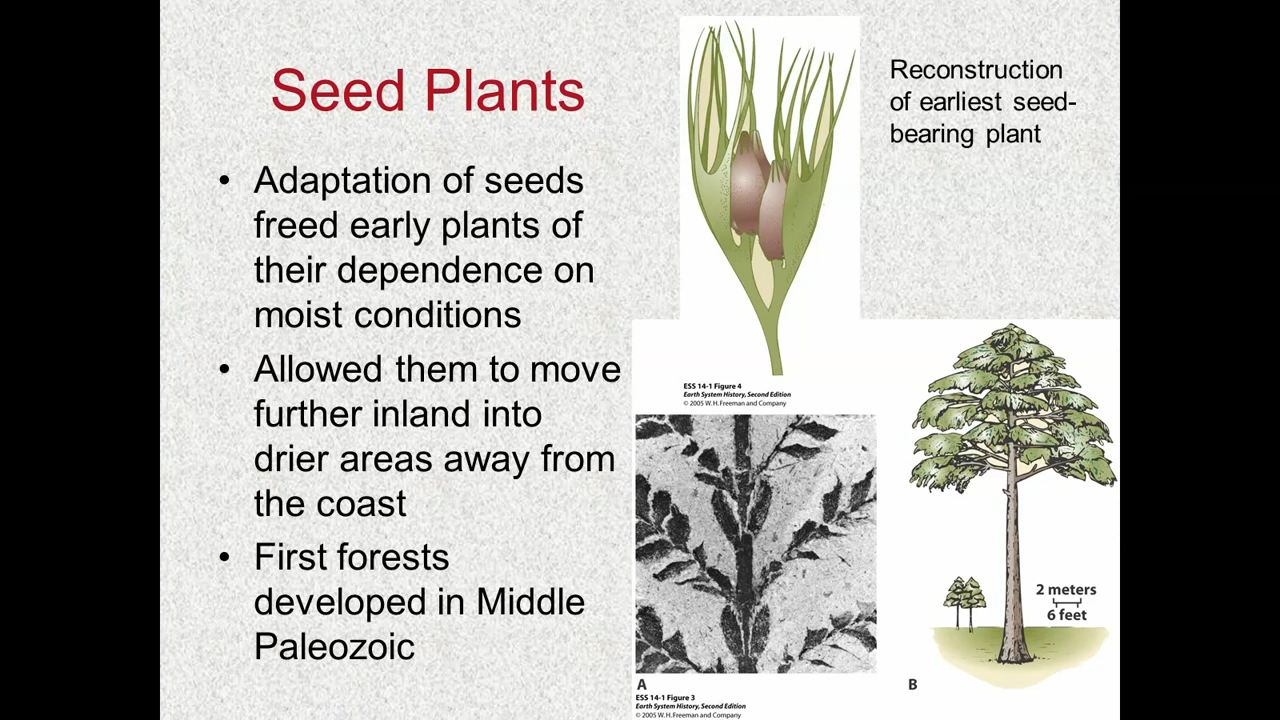 Seed Plants
• Adaptation of seeds
freed early plants of
their dependence on
moist conditions
• Allowed them to move
further inland into
drier areas away from
the coast
• First forests
developed in Middle
Paleozoic
Reconstruction
of earliest seed-
bearing plant
ESS 14-1 Figure 4
Earth System History, Second Edition
© 2005 W. H. Freeman and Company
2 meters
6 feet
A
B
ESS 14-1 Figure 3
Earth System History, Second Edition
© 2005 W. H. Freeman and Company